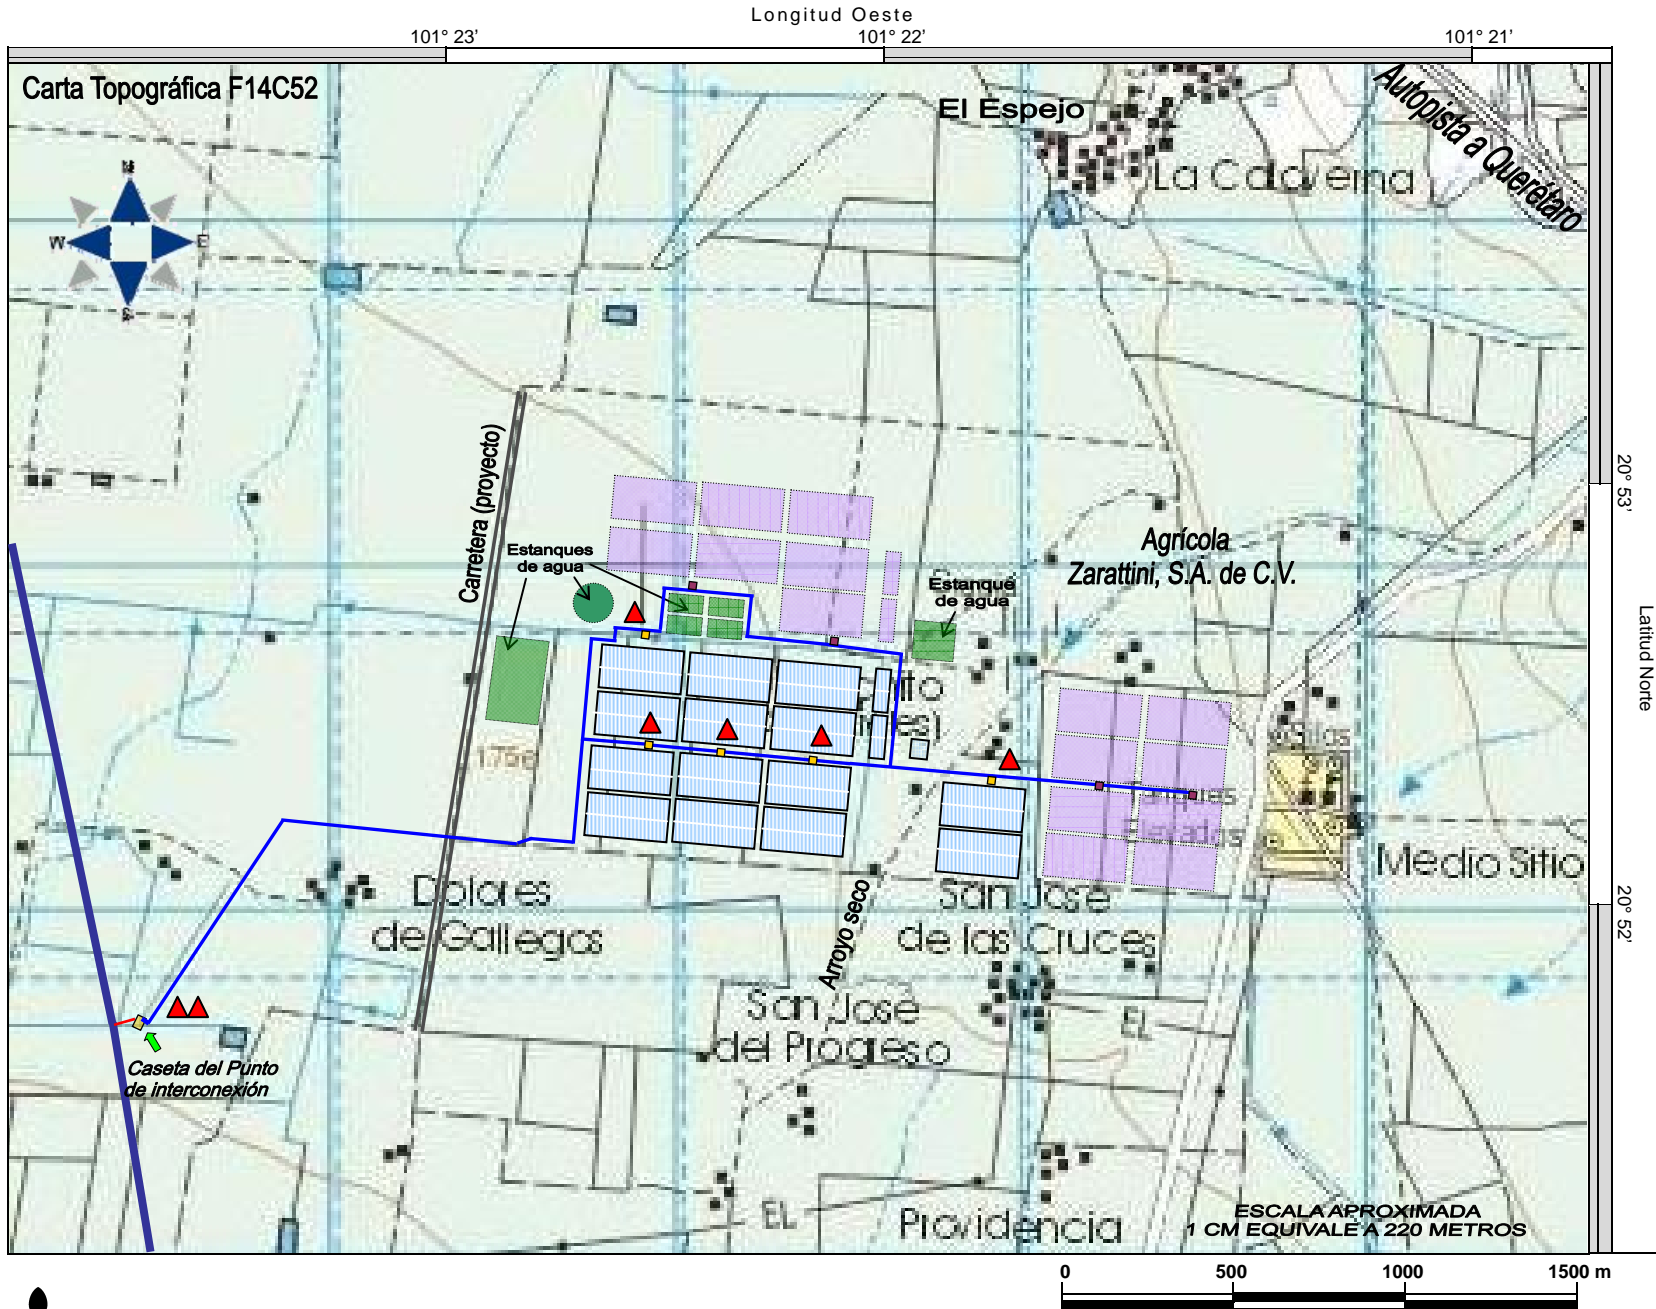 Longitud Oeste
101° 23'
101° 22'
101° 21'
Carta Topográfica F14C52
El Espejo
Autopista a Querétaro
La Calaverna
N
W
E
S
20° 53'
Carretera (proyecto)
Estanques
de agua
Agrícola
Zarattini, S.A. de C.V.
Estanque
de agua
Latitud Norte
1756
Medio Sitio
Dolores
de Gallegos
San José
de las Cruces
20° 52'
Arroyo seco
San José
del Progreso
EL
Caseta del Punto
de interconexión
EL
Providencia
ESCALA APROXIMADA
1 CM EQUIVALE A 220 METROS
0
500
1000
1500 m